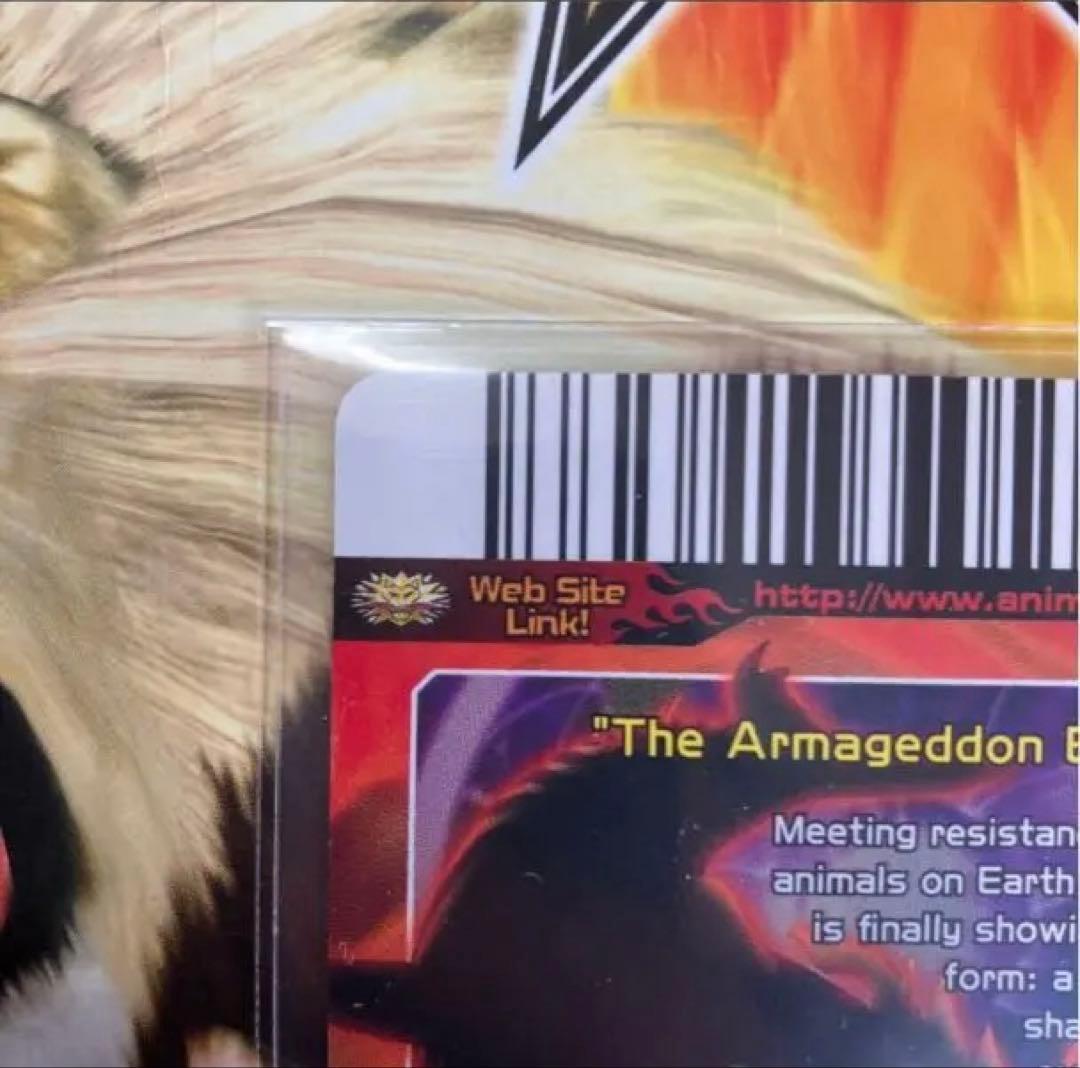 Web Site
Link!
http://www.anim
"The Armageddon
Meeting resistan
animals on Earth
is finally showi
form: a
sha